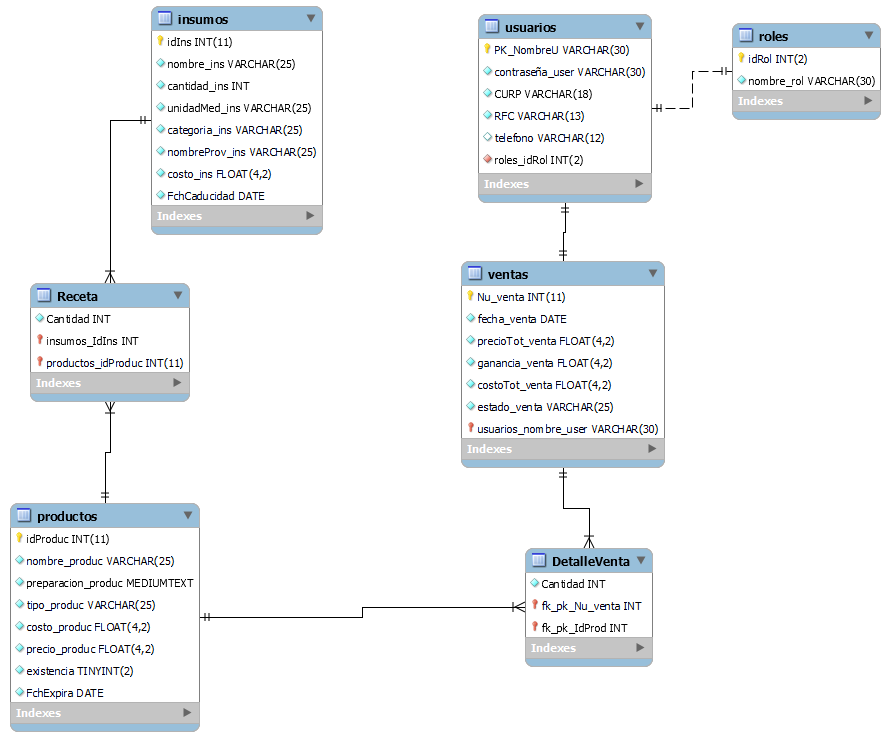 insumos
idIns INT(11)
nombre_ins VARCHAR(25)
cantidad_ins INT
unidadMed_ins VARCHAR(25)
categoria_ins VARCHAR(25)
nombreProv_ins VARCHAR(25)
costo_ins FLOAT(4,2)
FchCaducidad DATE
Indexes
usuarios
PK_NombreU VARCHAR(30)
contraseña_user VARCHAR(30)
CURP VARCHAR(18)
RFC VARCHAR(13)
telefono VARCHAR(12)
roles_idRol INT(2)
Indexes
roles
idRol INT(2)
nombre_rol VARCHAR(30)
Indexes
Receta
Cantidad INT
insumos_IdIns INT
productos_idProduc INT(11)
Indexes
ventas
Nu_venta INT(11)
fecha_venta DATE
precioTot_venta FLOAT(4,2)
ganancia_venta FLOAT(4,2)
costoTot_venta FLOAT(4,2)
estado_venta VARCHAR(25)
usuarios_nombre_user VARCHAR(30)
Indexes
productos
idProduc INT(11)
nombre_produc VARCHAR(25)
preparacion_produc MEDIUMTEXT
tipo_produc VARCHAR(25)
costo_produc FLOAT(4,2)
precio_produc FLOAT(4,2)
existencia TINYINT(2)
FchExpira DATE
Indexes
DetalleVenta
Cantidad INT
fk_pk_Nu_venta INT
fk_pk_IdProd INT
Indexes